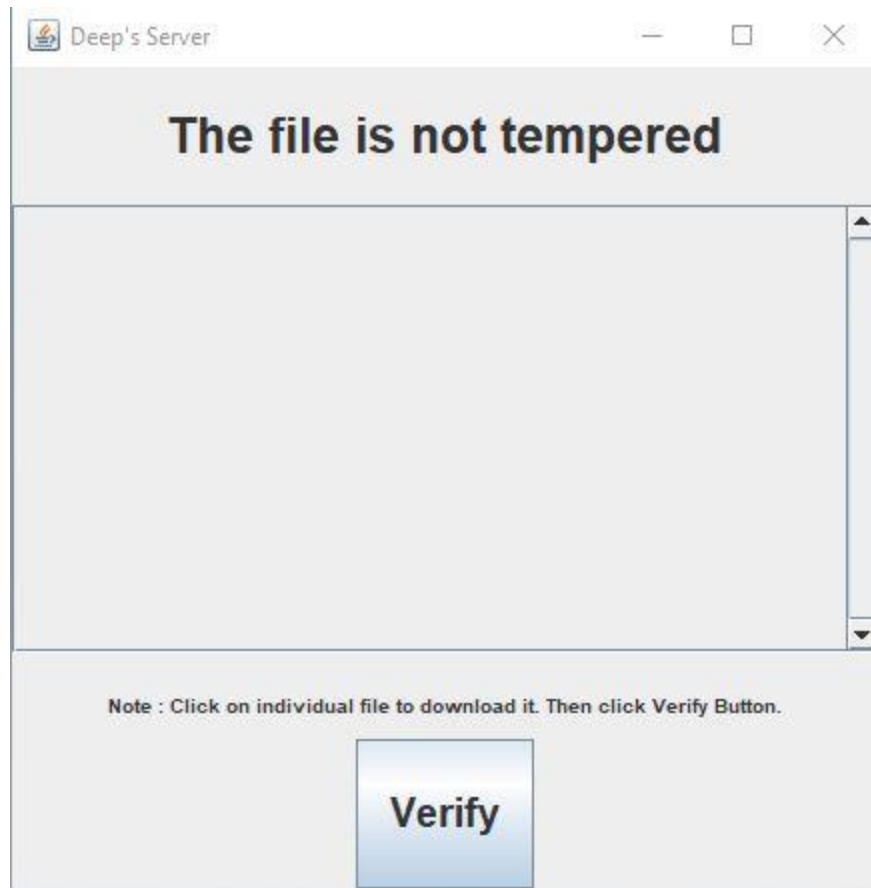 Deep's Server
The file is not tempered
Note : Click on individual file to download it. Then click Verify Button.
Verify